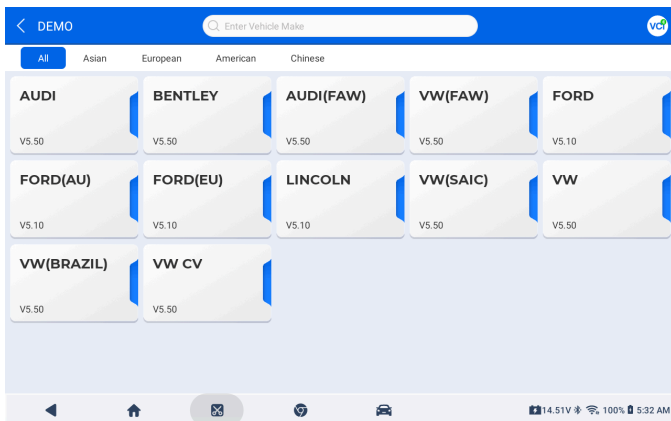 DEMO
Enter Vehicle Make
VCI
All Asian European American Chinese
AUDI BENTLEY AUDI(FAW) VW(FAW) FORD
V5.50 V5.50 V5.50 V5.50 V5.10
FORD(AU) FORD(EU) LINCOLN VW(SAIC) VW
V5.10 V5.10 V5.10 V5.50 V5.50
VW(BRAZIL) VW CV
V5.50 V5.50
14.51V 100% 5:32 AM